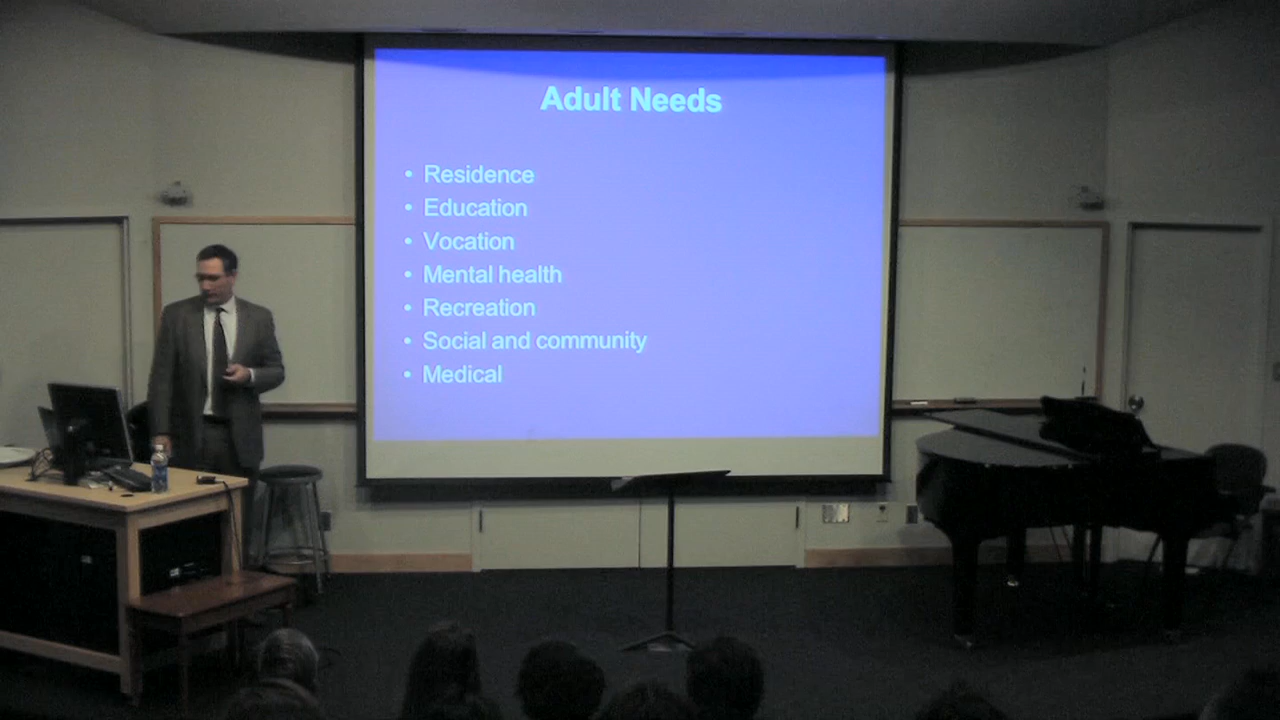 Adult Needs
• Residence
• Education
• Vocation
• Mental health
• Recreation
• Social and community
• Medical